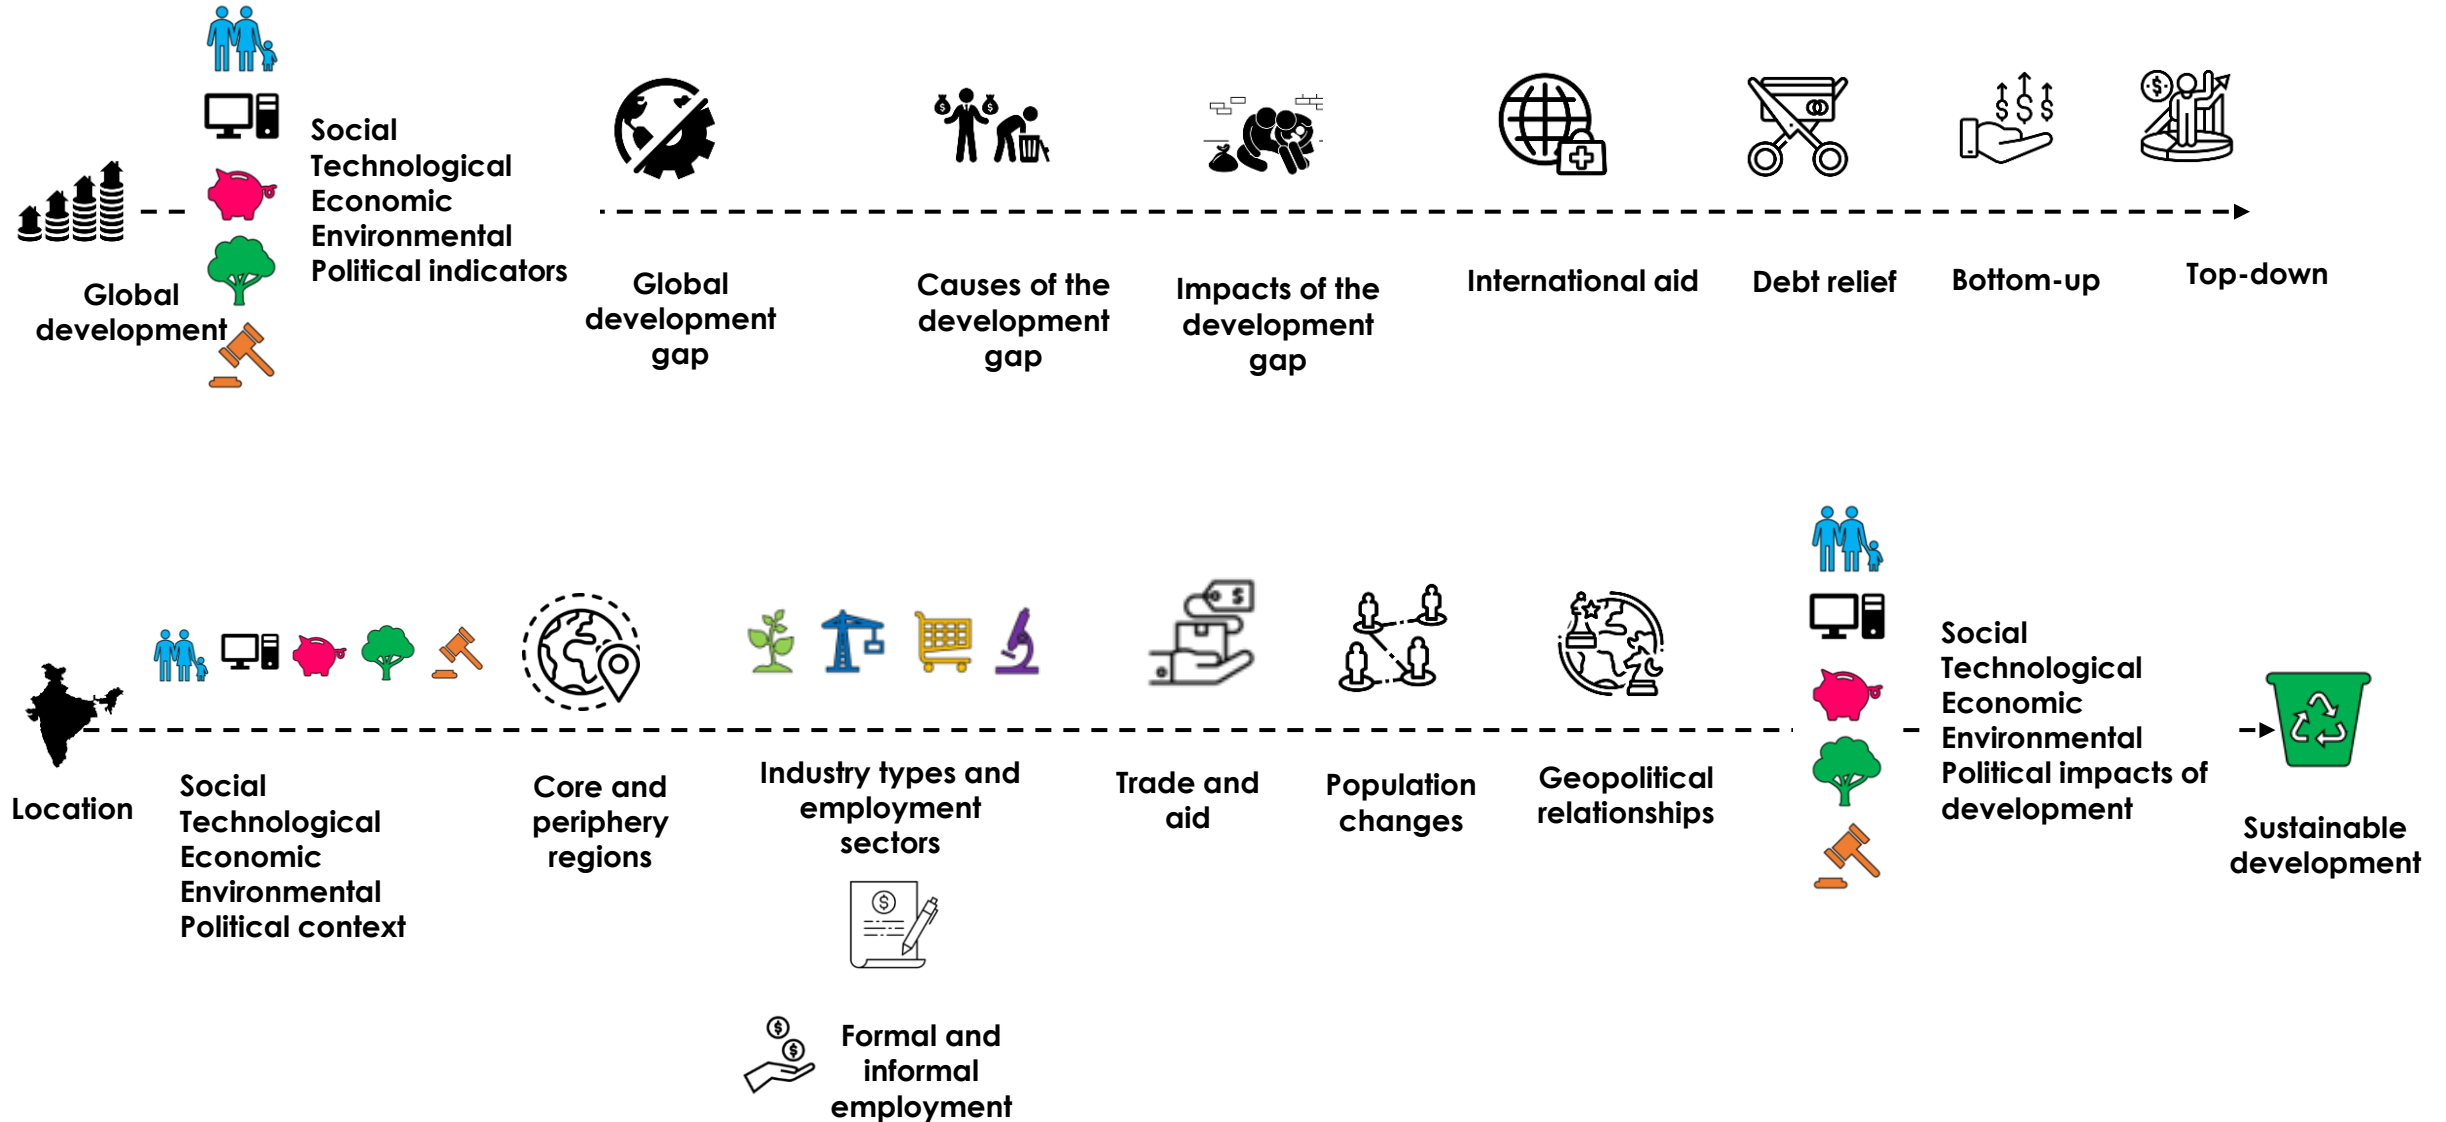 Global
development
Social
Technological
Economic
Environmental
Political indicators
Global
development
gap
Causes of the
development
gap
Impacts of the
development
gap
International aid
Debt relief
Bottom-up
Top-down
Location
Social
Technological
Economic
Environmental
Political context
Core and
periphery
regions
Industry types and
employment
sectors
Formal and
informal
employment
Trade and
aid
Population
changes
Geopolitical
relationships
Social
Technological
Economic
Environmental
Political impacts of
development
Sustainable
development